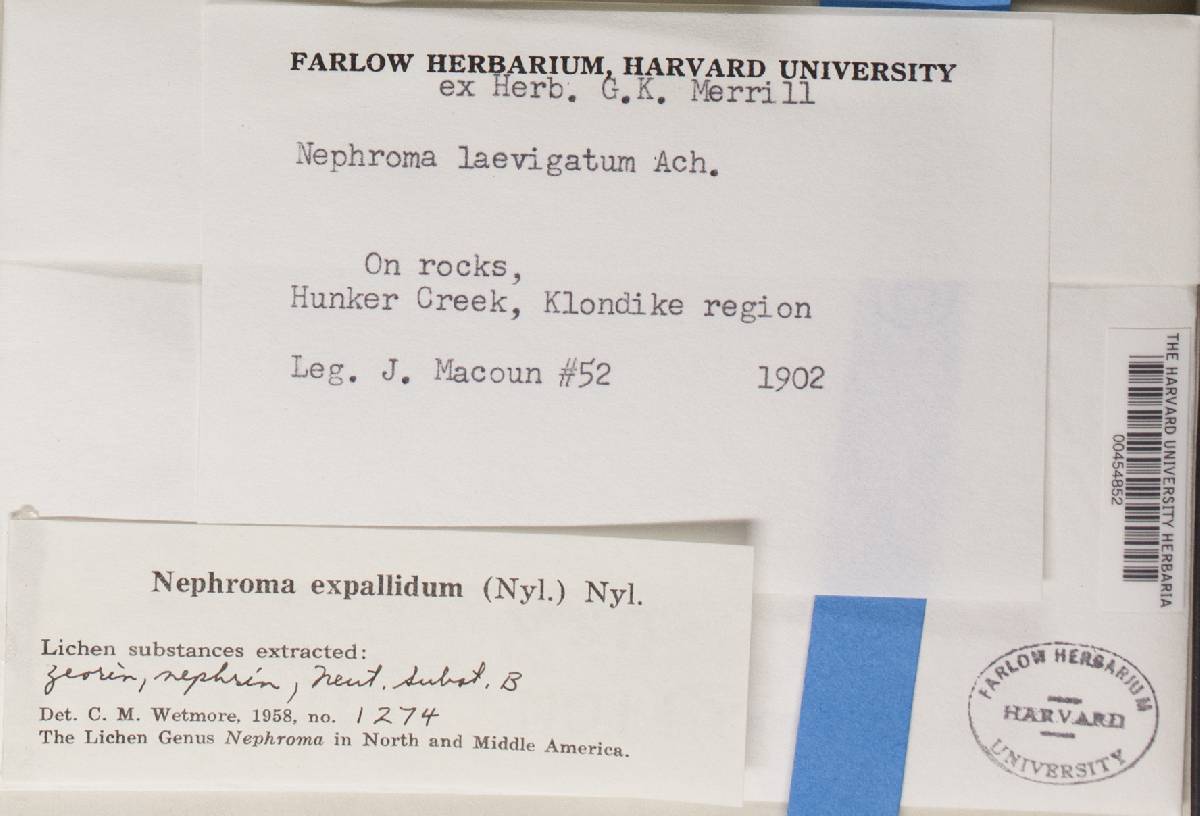 FARLOW HERBARIUM, HARVARD UNIVERSITY
ex Herb. G.K. Merrill
Nephroma laevigatum Ach.
On rocks,
Hunker Creek, Klondike region
Leg. J. Macoun #52 1902
THE HARVARD UNIVERSITY HERBARIA
00454852
Nephroma expallidum (Nyl.) Nyl.
Lichen substances extracted:
zeorin, nephrin, neut. subst. B
Det. C. M. Wetmore, 1958, no. 1274
The Lichen Genus Nephroma in North and Middle America.
FARLOW HERBARIUM
HARVARD
UNIVERSITY